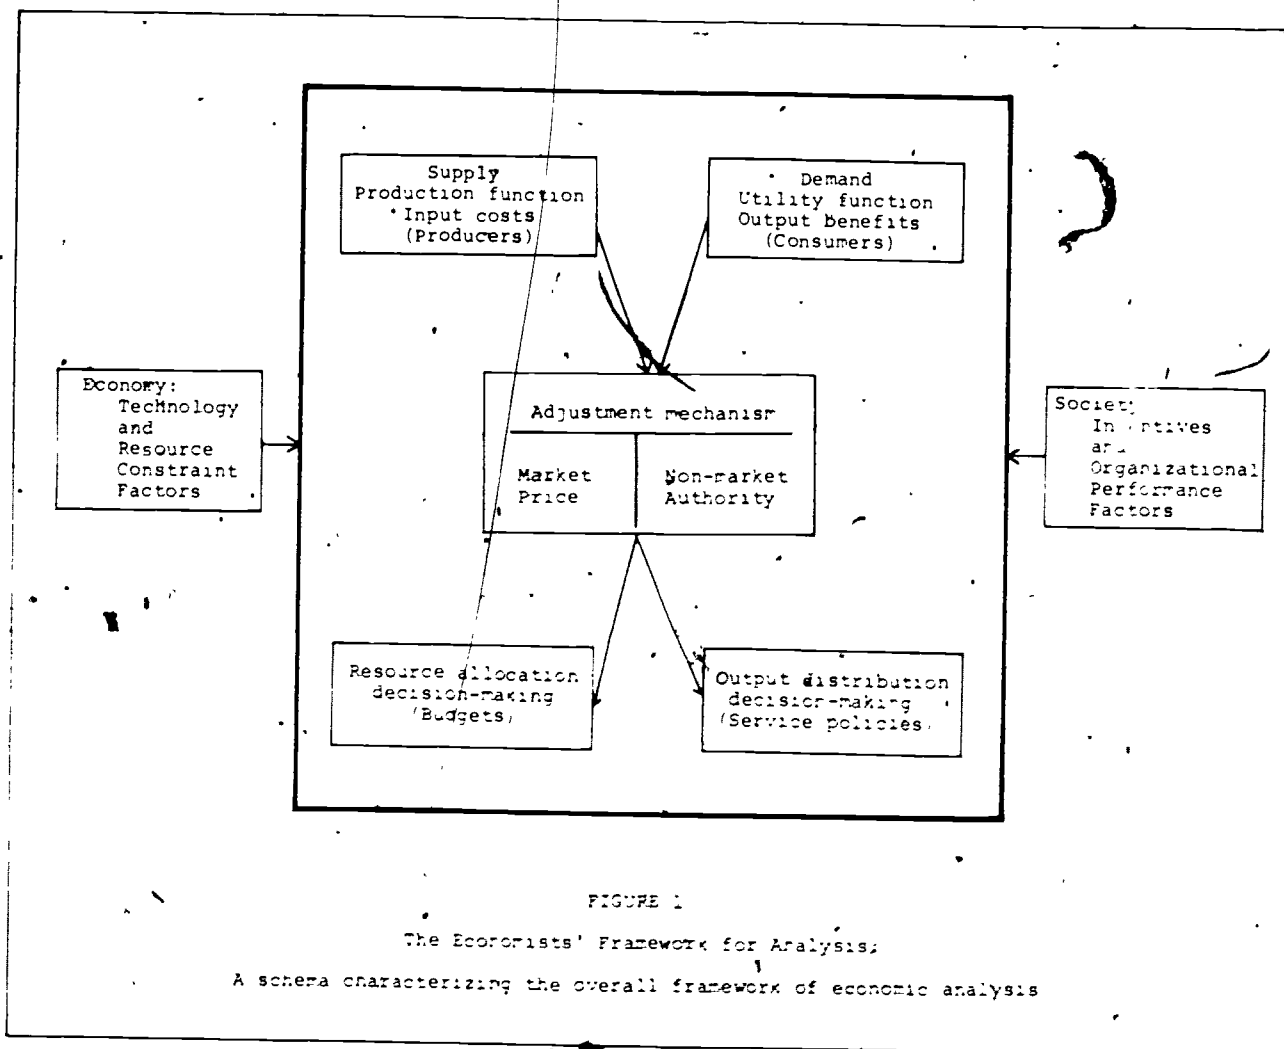 Supply
Production function
Input costs
(Producers)
Demand
Utility function
Output benefits
(Consumers)
Economy:
Technology
and
Resource
Constraint
Factors
Adjustment mechanism
Market
Price
Non-market
Authority
Society
and
Organizational
Performance
Factors
Resource allocation
decision-making
(Budgets)
Output distribution
decision-making
(Service policies)
FIGURE 1
The Economists' Framework for Analysis:
A schema characterizing the overall framework of economic analysis